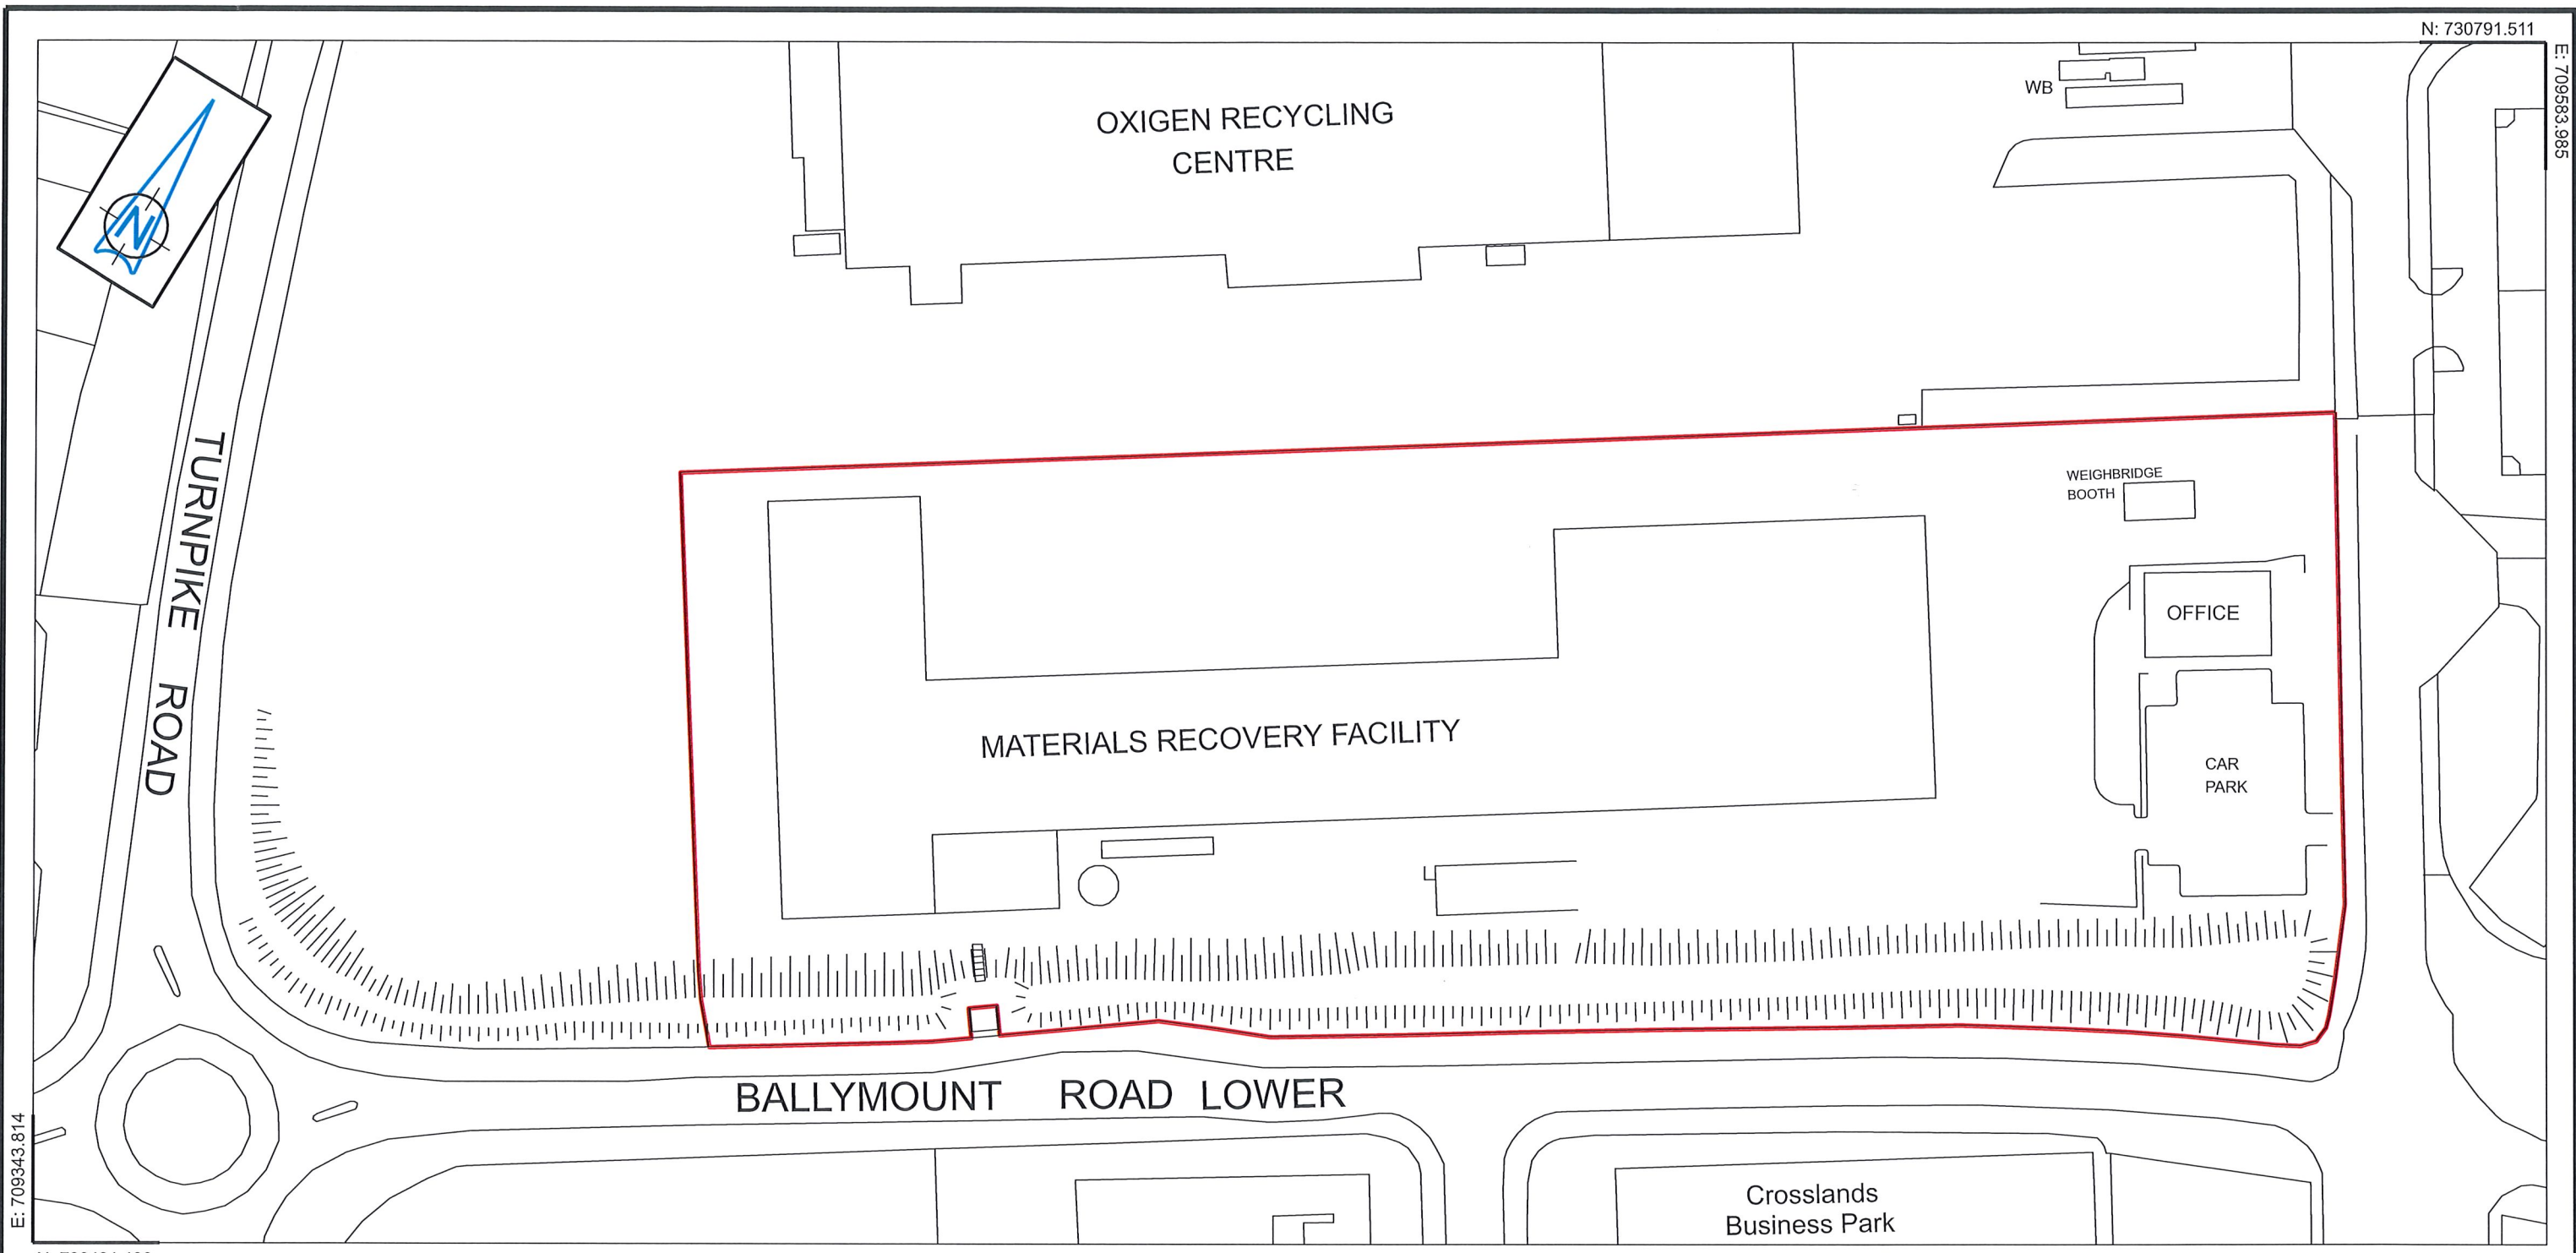 N: 730791.511
E: 709583.985
WB
OXIGEN RECYCLING
CENTRE
N
TURNPIKE ROAD
WEIGHBRIDGE
BOOTH
OFFICE
MATERIALS RECOVERY FACILITY
CAR
PARK
BALLYMOUNT ROAD LOWER
E: 709343.814
Crosslands
Business Park